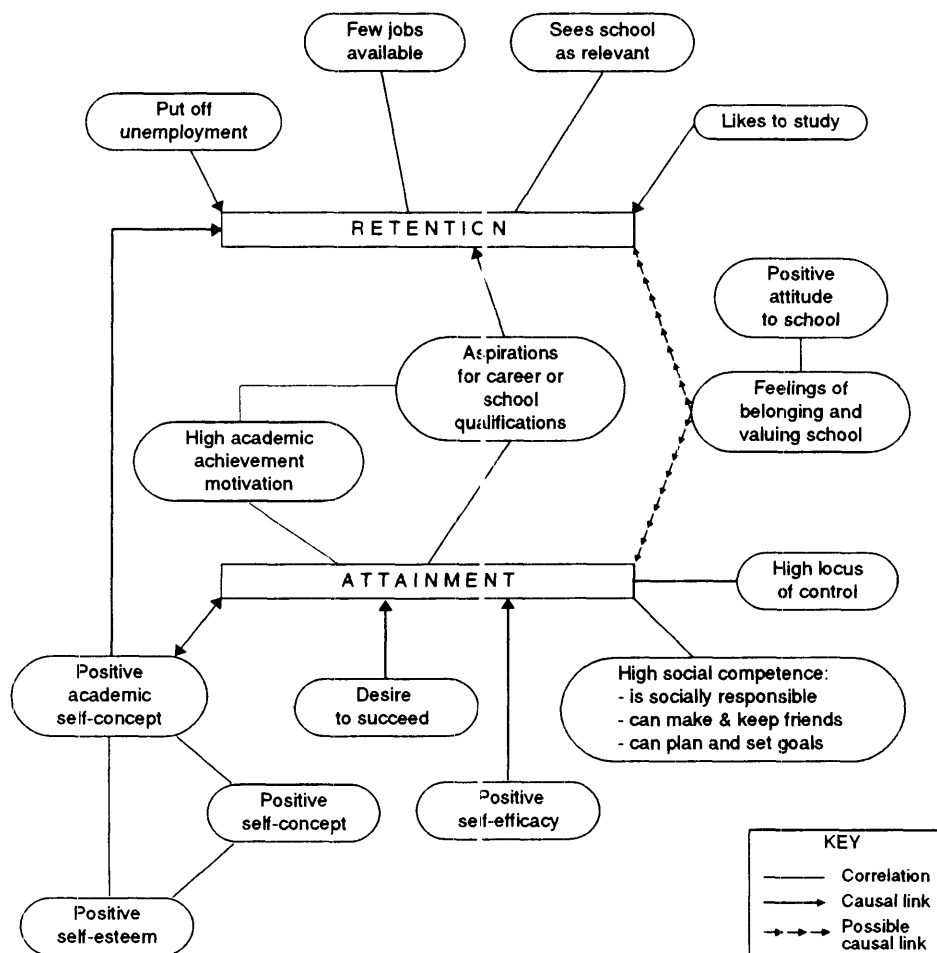 Few jobs
available
Sees school
as relevant
Put off
unemployment
Likes to study
RETENTION
Positive
attitude
to school
Aspirations
for career or
school
qualifications
Feelings of
belonging and
valuing school
High academic
achievement
motivation
ATTAINMENT
High locus
of control
Positive
academic
self-concept
Desire
to succeed
High social competence:
- is socially responsible
- can make & keep friends
- can plan and set goals
Positive
self-concept
Positive
self-efficacy
Positive
self-esteem
KEY
Correlation
Causal link
Possible
causal link